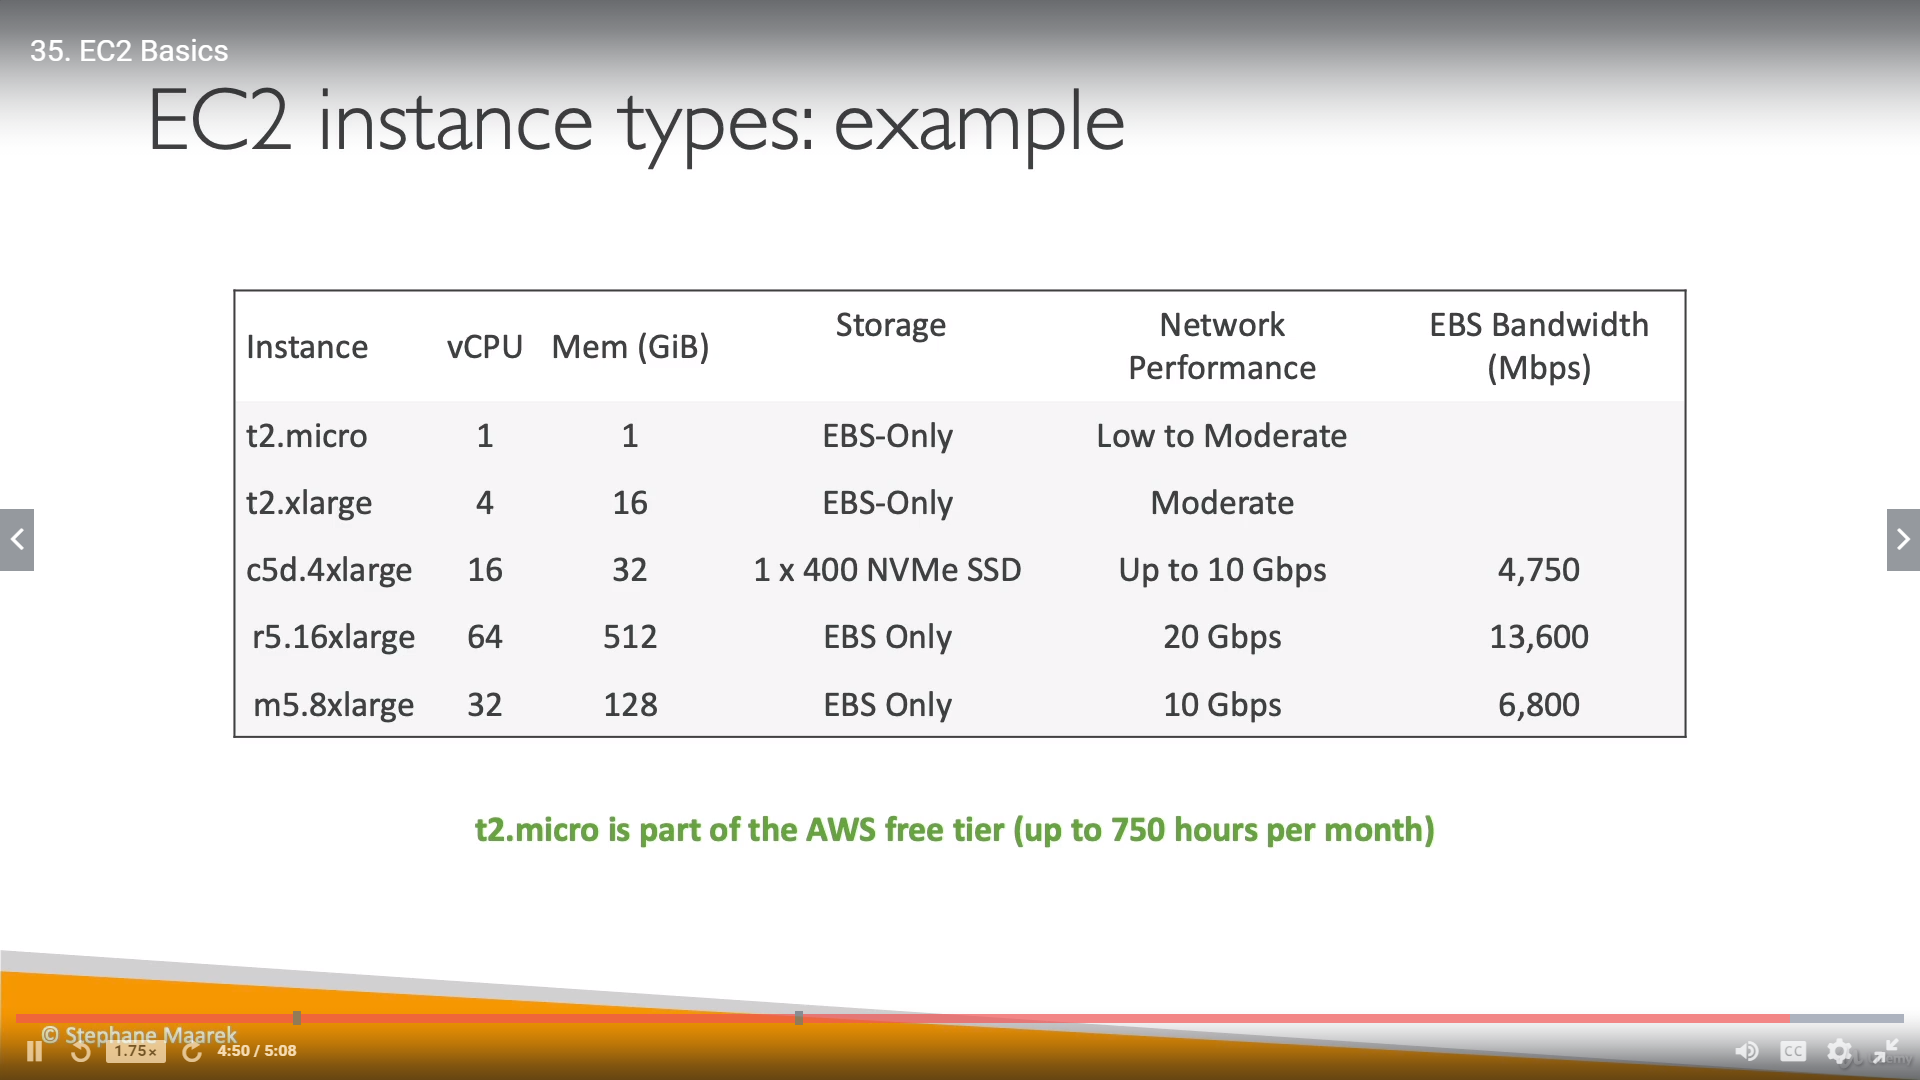 35. EC2 Basics
EC2 instance types: example
Instance vCPU Mem (GiB) Storage Network Performance EBS Bandwidth (Mbps)
t2.micro 1 1 EBS-Only Low to Moderate
t2.xlarge 4 16 EBS-Only Moderate
c5d.4xlarge 16 32 1 x 400 NVMe SSD Up to 10 Gbps 4,750
r5.16xlarge 64 512 EBS Only 20 Gbps 13,600
m5.8xlarge 32 128 EBS Only 10 Gbps 6,800
t2.micro is part of the AWS free tier (up to 750 hours per month)
© Stephane Maarek
1.75x 4:50 / 5:08 CC